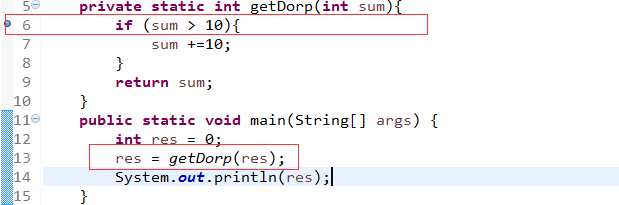 5 private static int getDorp(int sum){
6 if (sum > 10){
7 sum +=10;
8 }
9 return sum;
10 }
11 public static void main(String[] args) {
12 int res = 0;
13 res = getDorp(res);
14 System.out.println(res);
15 }